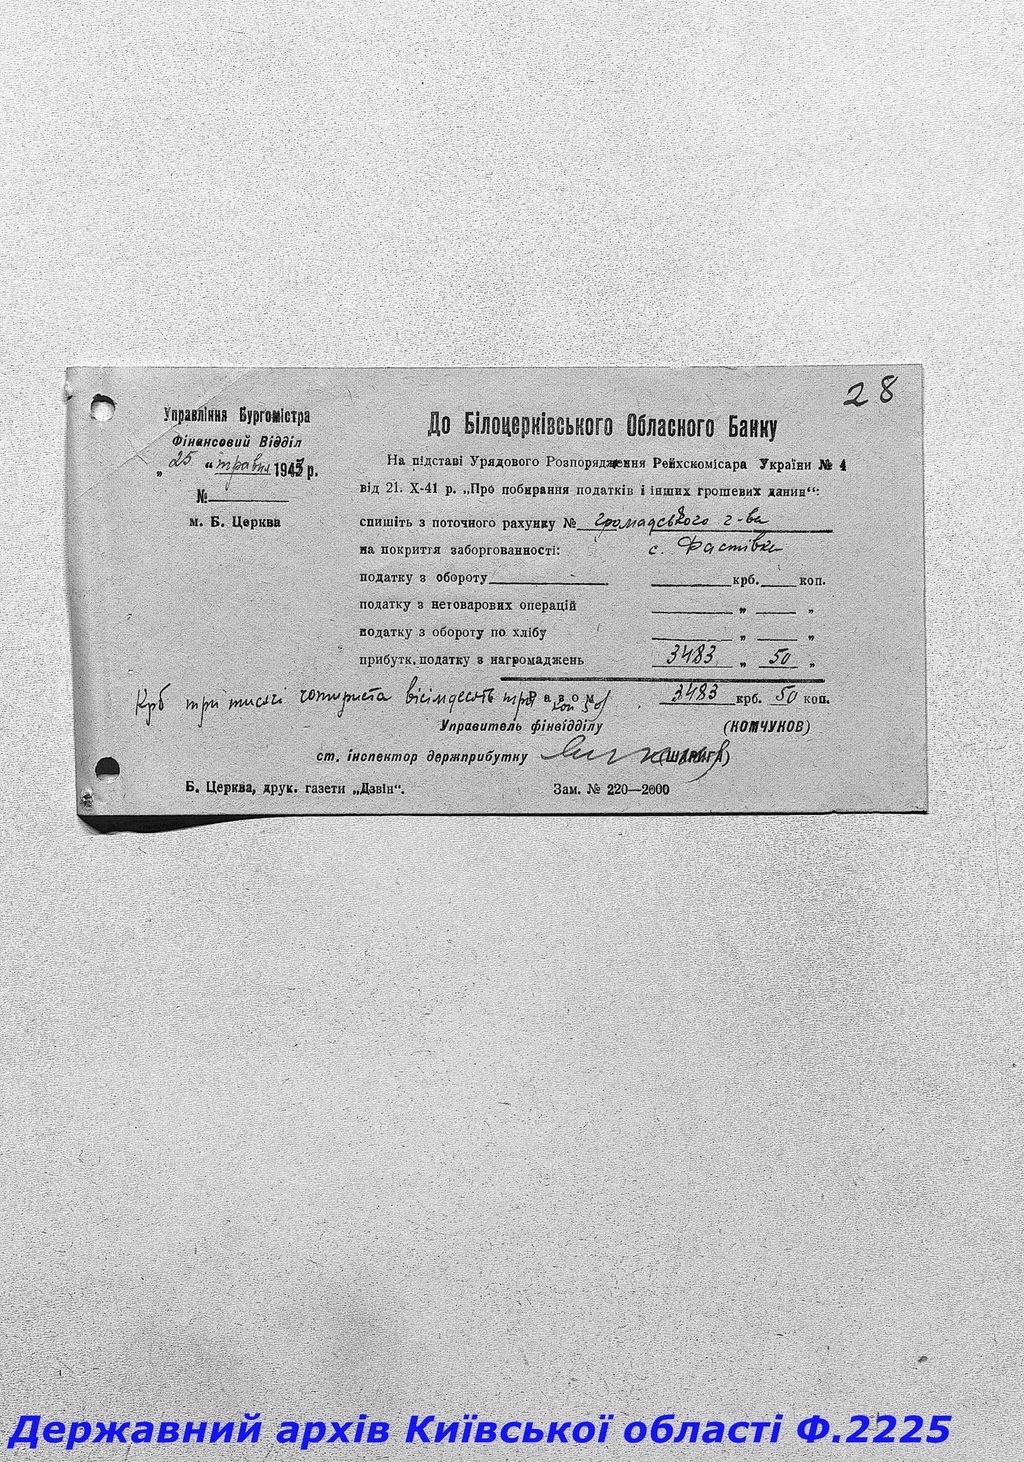 28
Управління Бургомістра
Фінансовий Відділ
„25“ травня 1943 р.
№
м. Б. Церква
До Білоцерківського Обласного Банку
На підставі Урядового Розпорядження Рейхскомісара України № 4
від 21. X-41 р. „Про побирання податків і інших грошевих данин“:
спишіть з поточного рахунку № громадського г-ва
на покриття заборгованності: с. Фастівка
податку з обороту крб. коп.
податку з нетоварових операцій „ „
податку з обороту по хлібу „ „
прибутк. податку з нагромаджень 3483 „ 50 „
Разом 3483 крб. 50 коп.
Крб три тисячі чотириста вісімдесят три коп 50
Управитель фінвідділу (КОМЧУКОВ)
ст. інспектор держприбутку
Б. Церква, друк. газети „Дзвін“. Зам. № 220—2000
Державний архів Київської області Ф.2225